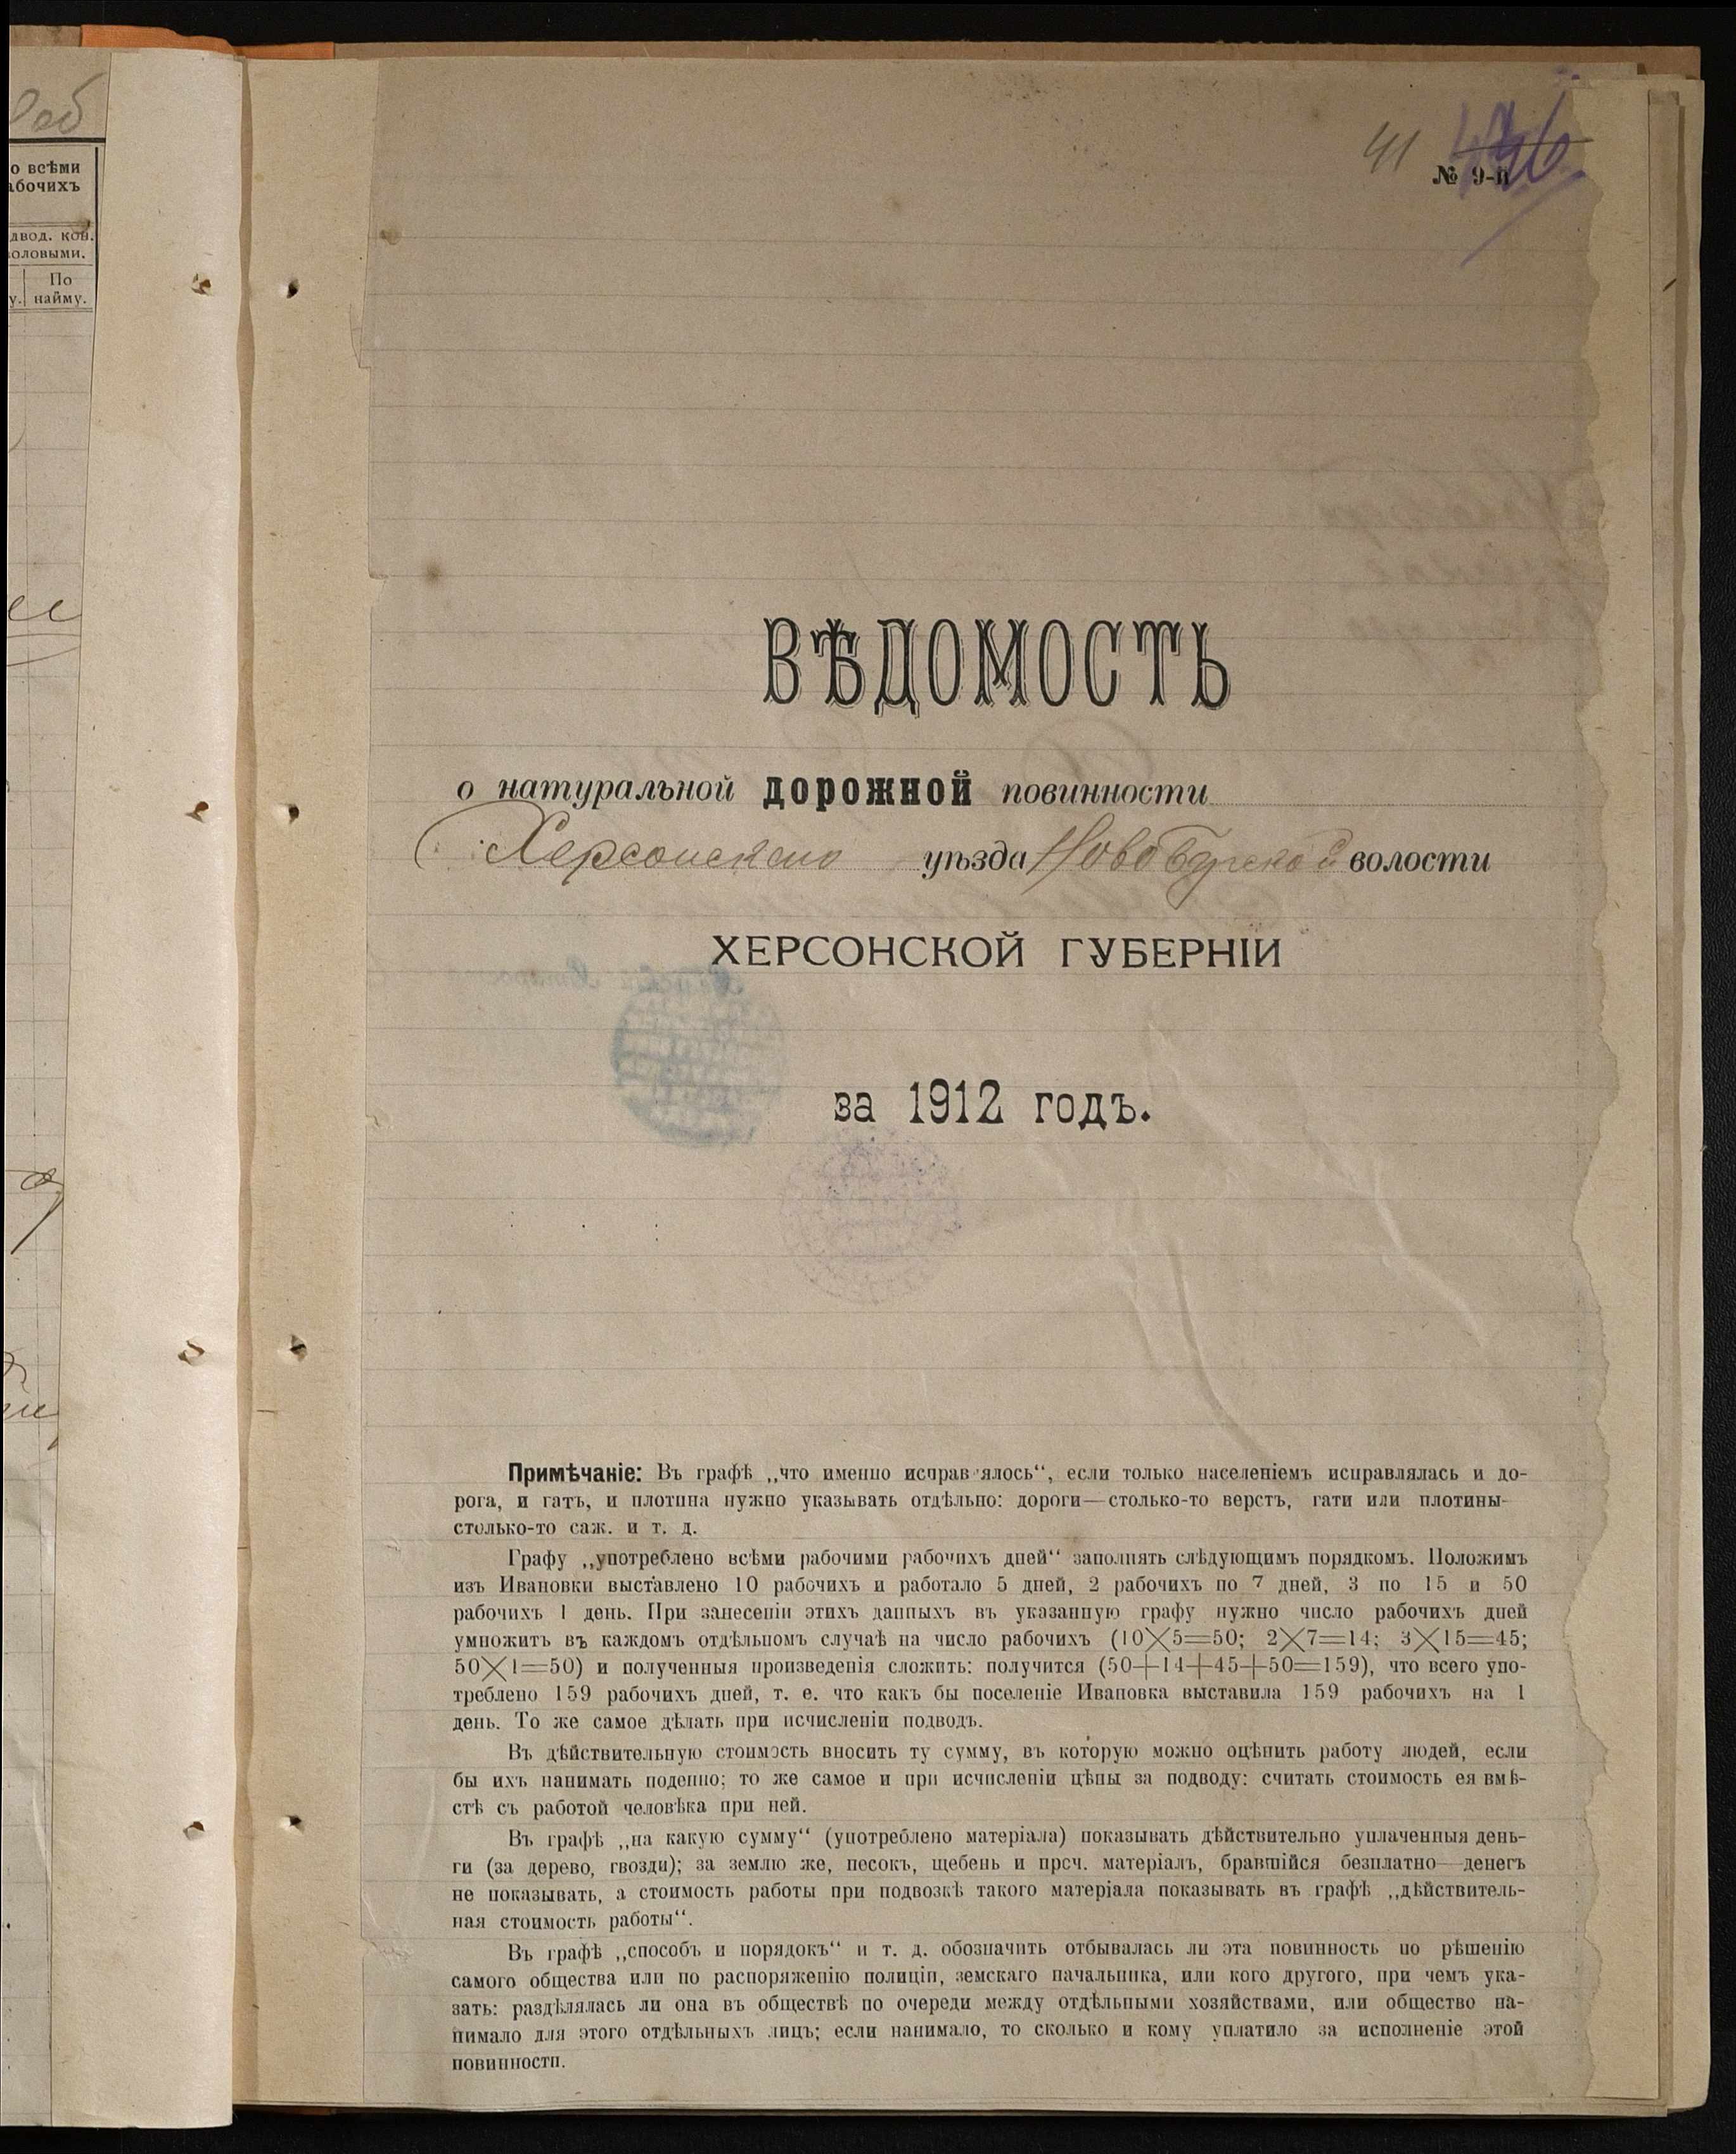 об
о всѣми
абочихъ
двод. кон.
оловыми.
По
у. найму.
41
№ 9-й
ВѢДОМОСТЬ
о натуральной дорожной повинности
Херсонскаго уѣзда Ново Бугской волости
ХЕРСОНСКОЙ ГУБЕРНІИ
за 1912 годъ.
Примѣчаніе: Въ графѣ „что именно исправлялось“, если только населеніемъ исправлялась и до-
рога, и гать, и плотина нужно указывать отдѣльно: дороги—столько-то верстъ, гати или плотины-
столько-то саж. и т. д.
Графу „употреблено всѣми рабочими рабочихъ дней“ заполнять слѣдующимъ порядкомъ. Положимъ
изъ Ивановки выставлено 10 рабочихъ и работало 5 дней, 2 рабочихъ по 7 дней, 3 по 15 и 50
рабочихъ 1 день. При занесеніи этихъ данныхъ въ указанную графу нужно число рабочихъ дней
умножить въ каждомъ отдѣльномъ случаѣ на число рабочихъ (10×5=50; 2×7=14; 3×15=45;
50×1=50) и полученныя произведенія сложить: получится (50+14+45+50=159), что всего упо-
треблено 159 рабочихъ дней, т. е. что какъ бы поселеніе Ивановка выставила 159 рабочихъ на 1
день. То же самое дѣлать при исчисленіи подводъ.
Въ дѣйствительную стоимость вносить ту сумму, въ которую можно оцѣнить работу людей, если
бы ихъ нанимать поденно; то же самое и при исчисленіи цѣны за подводу: считать стоимость ея вмѣ-
стѣ съ работой человѣка при ней.
Въ графѣ „на какую сумму“ (употреблено матеріала) показывать дѣйствительно уплаченныя день-
ги (за дерево, гвозди); за землю же, песокъ, щебень и прсч. матеріалъ, бравшійся безплатно—денегъ
не показывать, а стоимость работы при подвозкѣ такого матеріала показывать въ графѣ „дѣйствитель-
ная стоимость работы“.
Въ графѣ „способъ и порядокъ“ и т. д. обозначить отбывалась ли эта повинность по рѣшенію
самого общества или по распоряженію полиціи, земскаго начальника, или кого другого, при чемъ ука-
зать: раздѣлялась ли она въ обществѣ по очереди между отдѣльными хозяйствами, или общество на-
нимало для этого отдѣльныхъ лицъ; если нанимало, то сколько и кому уплатило за исполненіе этой
повинности.